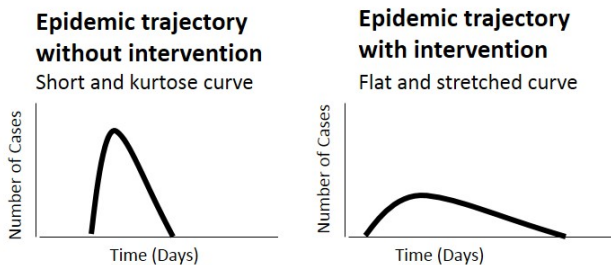 Epidemic trajectory
without intervention
Short and kurtose curve
Number of Cases
Time (Days)
Epidemic trajectory
with intervention
Flat and stretched curve
Number of Cases
Time (Days)